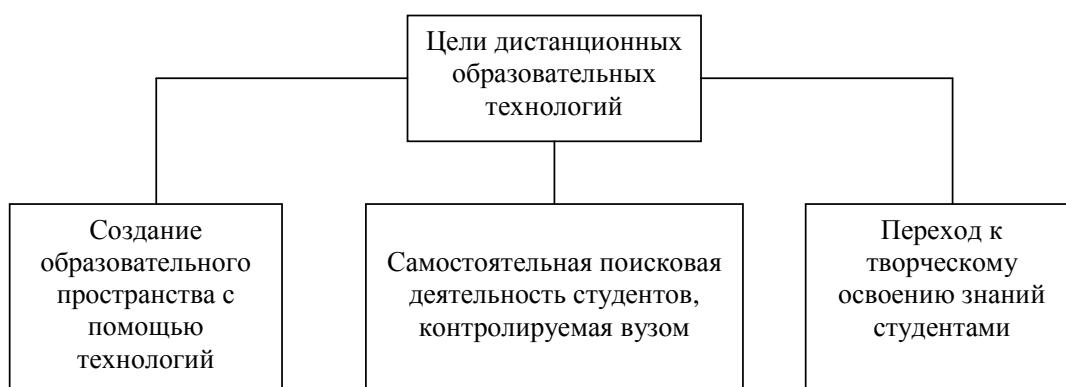 Цели дистанционных
образовательных
технологий
Создание
образовательного
пространства с
помощью
технологий
Самостоятельная поисковая
деятельность студентов,
контролируемая вузом
Переход к
творческому
освоению знаний
студентами